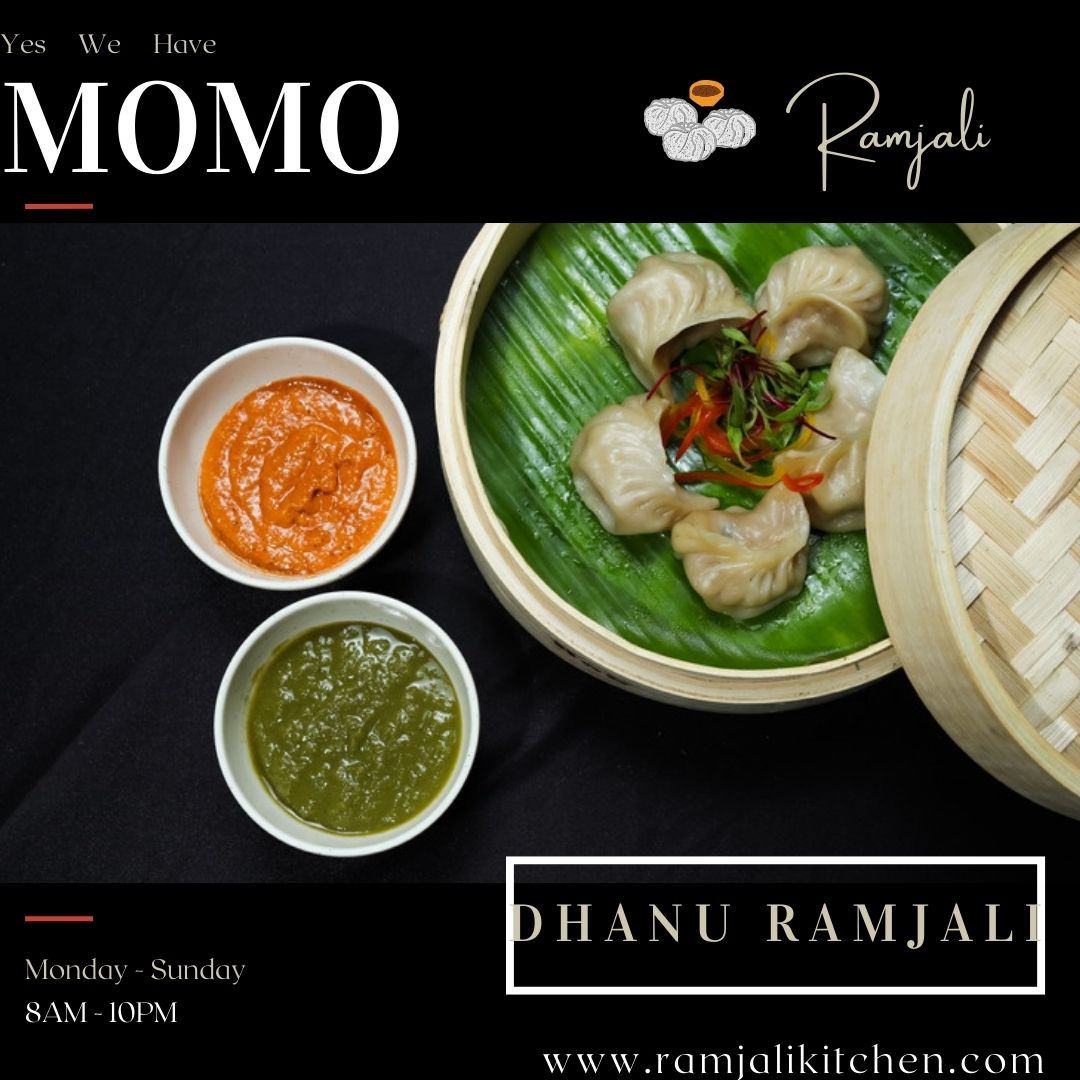 Yes We Have
MOMO
Ramjali
DHANU RAMJALI
Monday - Sunday
8AM - 10PM
www.ramjalikitchen.com